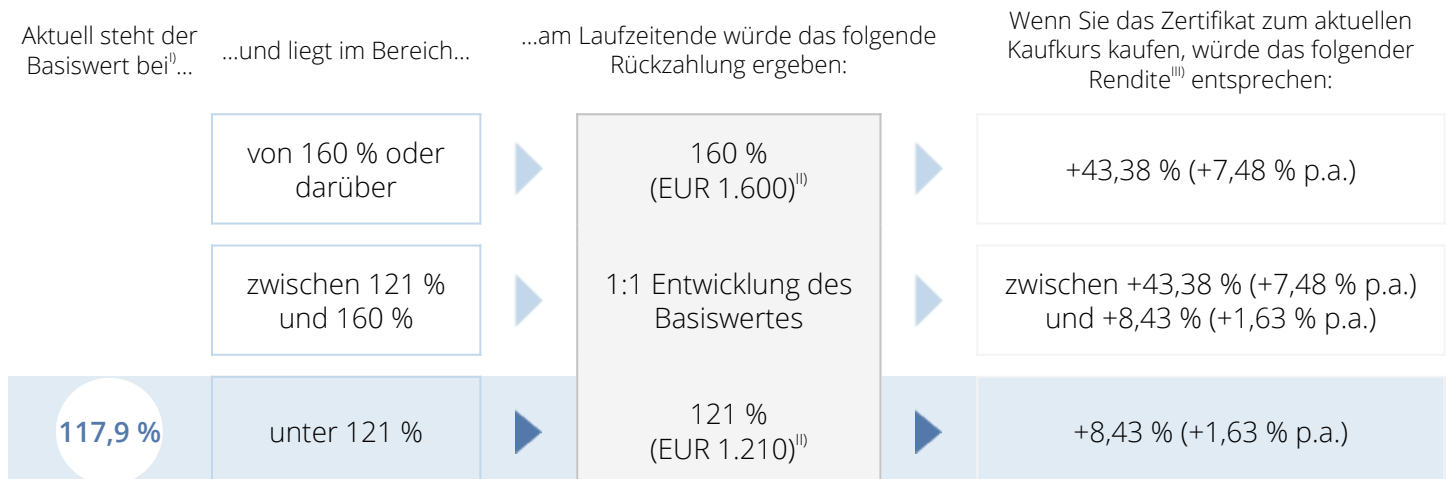 Aktuell steht der
Basiswert bei I)...
...und liegt im Bereich...
...am Laufzeitende würde das folgende
Rückzahlung ergeben:
Wenn Sie das Zertifikat zum aktuellen
Kaufkurs kaufen, würde das folgender
Rendite III) entsprechen:
von 160 % oder
darüber
160 %
(EUR 1.600) II)
+43,38 % (+7,48 % p.a.)
zwischen 121 %
und 160 %
1:1 Entwicklung des
Basiswertes
zwischen +43,38 % (+7,48 % p.a.)
und +8,43 % (+1,63 % p.a.)
117,9 %
unter 121 %
121 %
(EUR 1.210) II)
+8,43 % (+1,63 % p.a.)